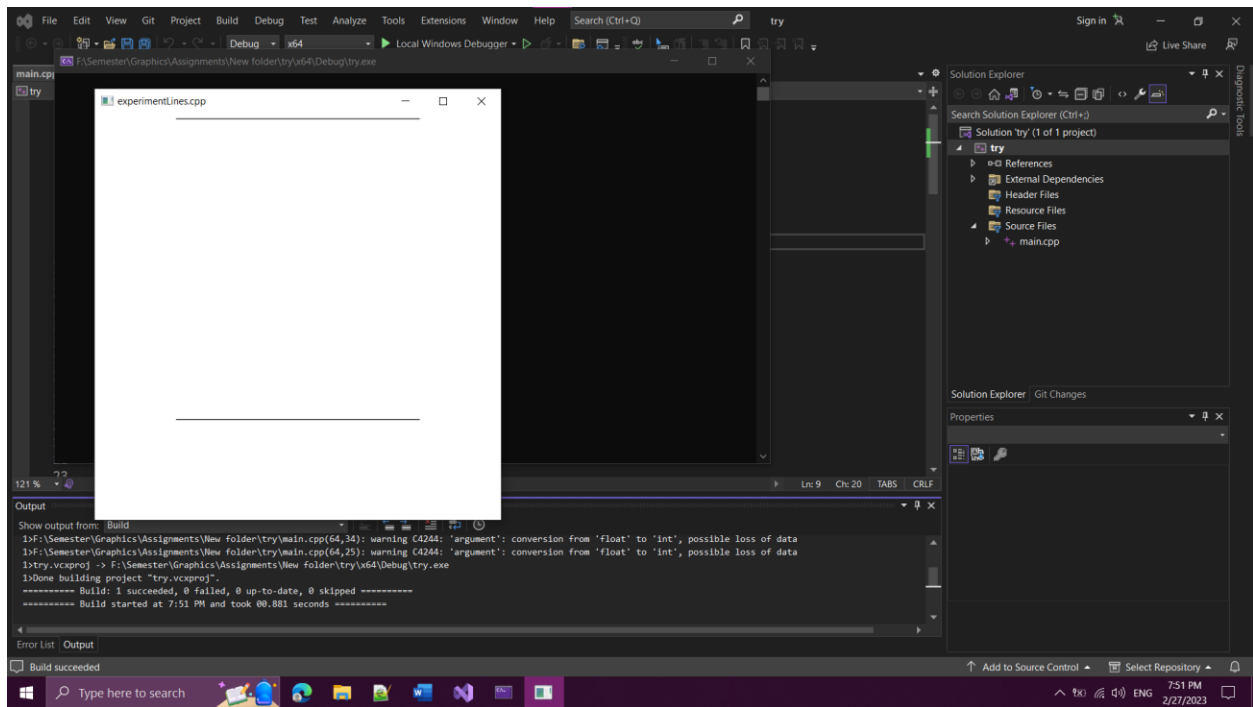 File Edit View Git Project Build Debug Test Analyze Tools Extensions Window Help Search (Ctrl+Q) try Sign in
Debug x64 Local Windows Debugger Live Share
F:\Semester\Graphics\Assignments\New folder\try\x64\Debug\try.exe
main.cpp
try
experimentLines.cpp
Solution Explorer
Diagnostic Tools
Search Solution Explorer (Ctrl+;)
Solution 'try' (1 of 1 project)
try
References
External Dependencies
Header Files
Resource Files
Source Files
main.cpp
Solution Explorer Git Changes
Properties
121 % Ln: 9 Ch: 20 TABS CRLF
Output
Show output from: Build
1>F:\Semester\Graphics\Assignments\New folder\try\main.cpp(64,34): warning C4244: 'argument': conversion from 'float' to 'int', possible loss of data
1>F:\Semester\Graphics\Assignments\New folder\try\main.cpp(64,25): warning C4244: 'argument': conversion from 'float' to 'int', possible loss of data
1>try.vcxproj -> F:\Semester\Graphics\Assignments\New folder\try\x64\Debug\try.exe
1>Done building project "try.vcxproj".
========== Build: 1 succeeded, 0 failed, 0 up-to-date, 0 skipped ==========
========== Build started at 7:51 PM and took 00.881 seconds ==========
Error List Output
Build succeeded Add to Source Control Select Repository
Type here to search ENG 7:51 PM
2/27/2023